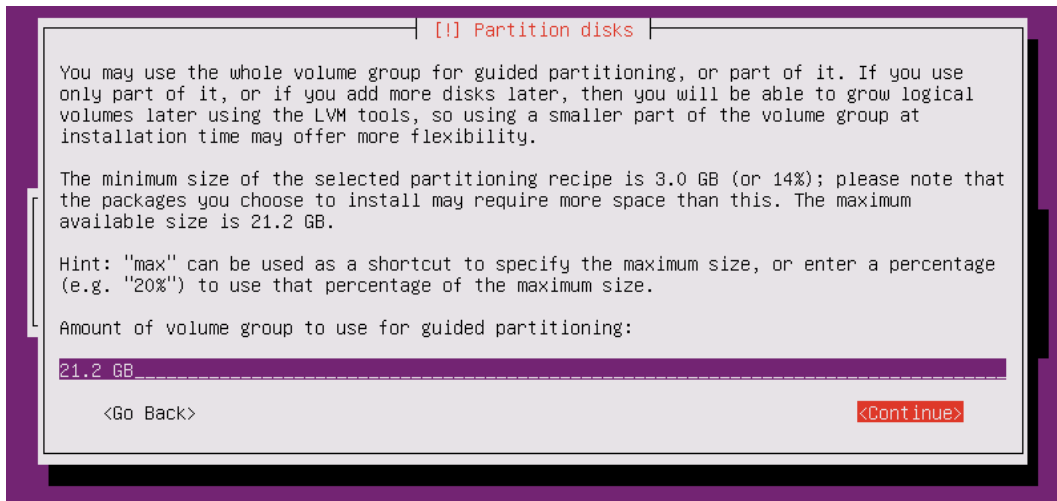 [!] Partition disks
You may use the whole volume group for guided partitioning, or part of it. If you use
only part of it, or if you add more disks later, then you will be able to grow logical
volumes later using the LVM tools, so using a smaller part of the volume group at
installation time may offer more flexibility.
The minimum size of the selected partitioning recipe is 3.0 GB (or 14%); please note that
the packages you choose to install may require more space than this. The maximum
available size is 21.2 GB.
Hint: "max" can be used as a shortcut to specify the maximum size, or enter a percentage
(e.g. "20%") to use that percentage of the maximum size.
Amount of volume group to use for guided partitioning:
21.2 GB
<Go Back> <Continue>